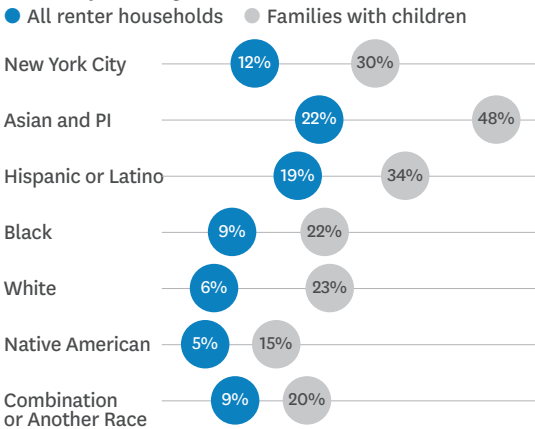 All renter households Families with children
New York City 12% 30%
Asian and PI 22% 48%
Hispanic or Latino 19% 34%
Black 9% 22%
White 6% 23%
Native American 5% 15%
Combination
or Another Race 9% 20%